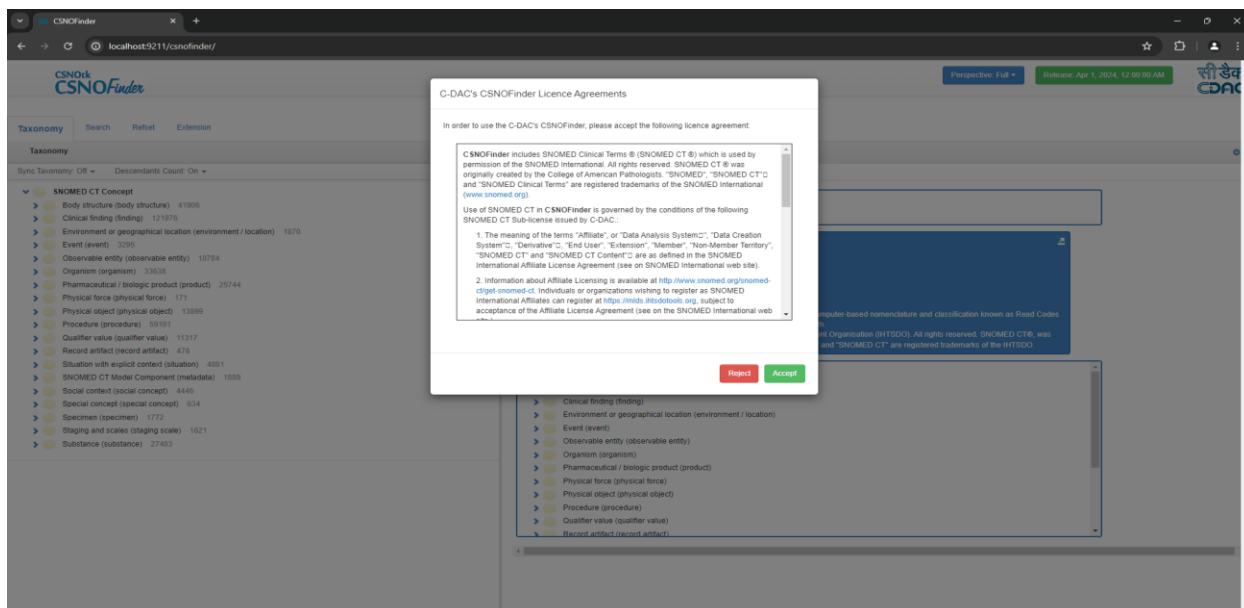 CSNOFinder
localhost:9211/csnofinder/
CSNOtk
CSNOFinder
Perspective: Full
Release: Apr 1, 2024, 12:00:00 AM
सी डैक
CDAC
Taxonomy Search Refset Extension
Taxonomy
Sync Taxonomy: Off Descendants Count: On
SNOMED CT Concept
Body structure (body structure)
Clinical finding (finding) 121976
Environment or geographical location (environment / location) 1870
Event (event) 3295
Observable entity (observable entity)
Organism (organism) 33638
Pharmaceutical / biologic product (product) 25744
Physical force (physical force) 171
Physical object (physical object)
Procedure (procedure)
Qualifier value (qualifier value) 11317
Record artifact (record artifact) 476
Situation with explicit context (situation)
SNOMED CT Model Component (metadata)
Social context (social concept) 4446
Special concept (special concept) 634
Specimen (specimen) 1772
Staging and scales (staging scale) 1621
Substance (substance) 27483
C-DAC's CSNOFinder Licence Agreements
In order to use the C-DAC's CSNOFinder, please accept the following licence agreement:
CSNOFinder includes SNOMED Clinical Terms ® (SNOMED CT ®) which is used by
permission of the SNOMED International. All rights reserved. SNOMED CT ® was
originally created by the College of American Pathologists. "SNOMED", "SNOMED CT"□
and "SNOMED Clinical Terms" are registered trademarks of the SNOMED International
(www.snomed.org).
Use of SNOMED CT in CSNOFinder is governed by the conditions of the following
SNOMED CT Sub-license issued by C-DAC.:
1. The meaning of the terms "Affiliate", or "Data Analysis System□", "Data Creation
System"□, "Derivative"□, "End User", "Extension", "Member", "Non-Member Territory",
"SNOMED CT" and "SNOMED CT Content"□ are as defined in the SNOMED
International Affiliate License Agreement (see on SNOMED International web site).
2. Information about Affiliate Licensing is available at http://www.snomed.org/snomed-
ct/get-snomed-ct. Individuals or organizations wishing to register as SNOMED
International Affiliates can register at https://mlds.ihtsdotools.org, subject to
acceptance of the Affiliate License Agreement (see on the SNOMED International web
Reject Accept
mputer-based nomenclature and classification known as Read Codes
nt Organisation (IHTSDO). All rights reserved. SNOMED CT®, was
and "SNOMED CT" are registered trademarks of the IHTSDO.
Clinical finding (finding)
Environment or geographical location (environment / location)
Event (event)
Observable entity (observable entity)
Organism (organism)
Pharmaceutical / biologic product (product)
Physical force (physical force)
Physical object (physical object)
Procedure (procedure)
Qualifier value (qualifier value)
Record artifact (record artifact)